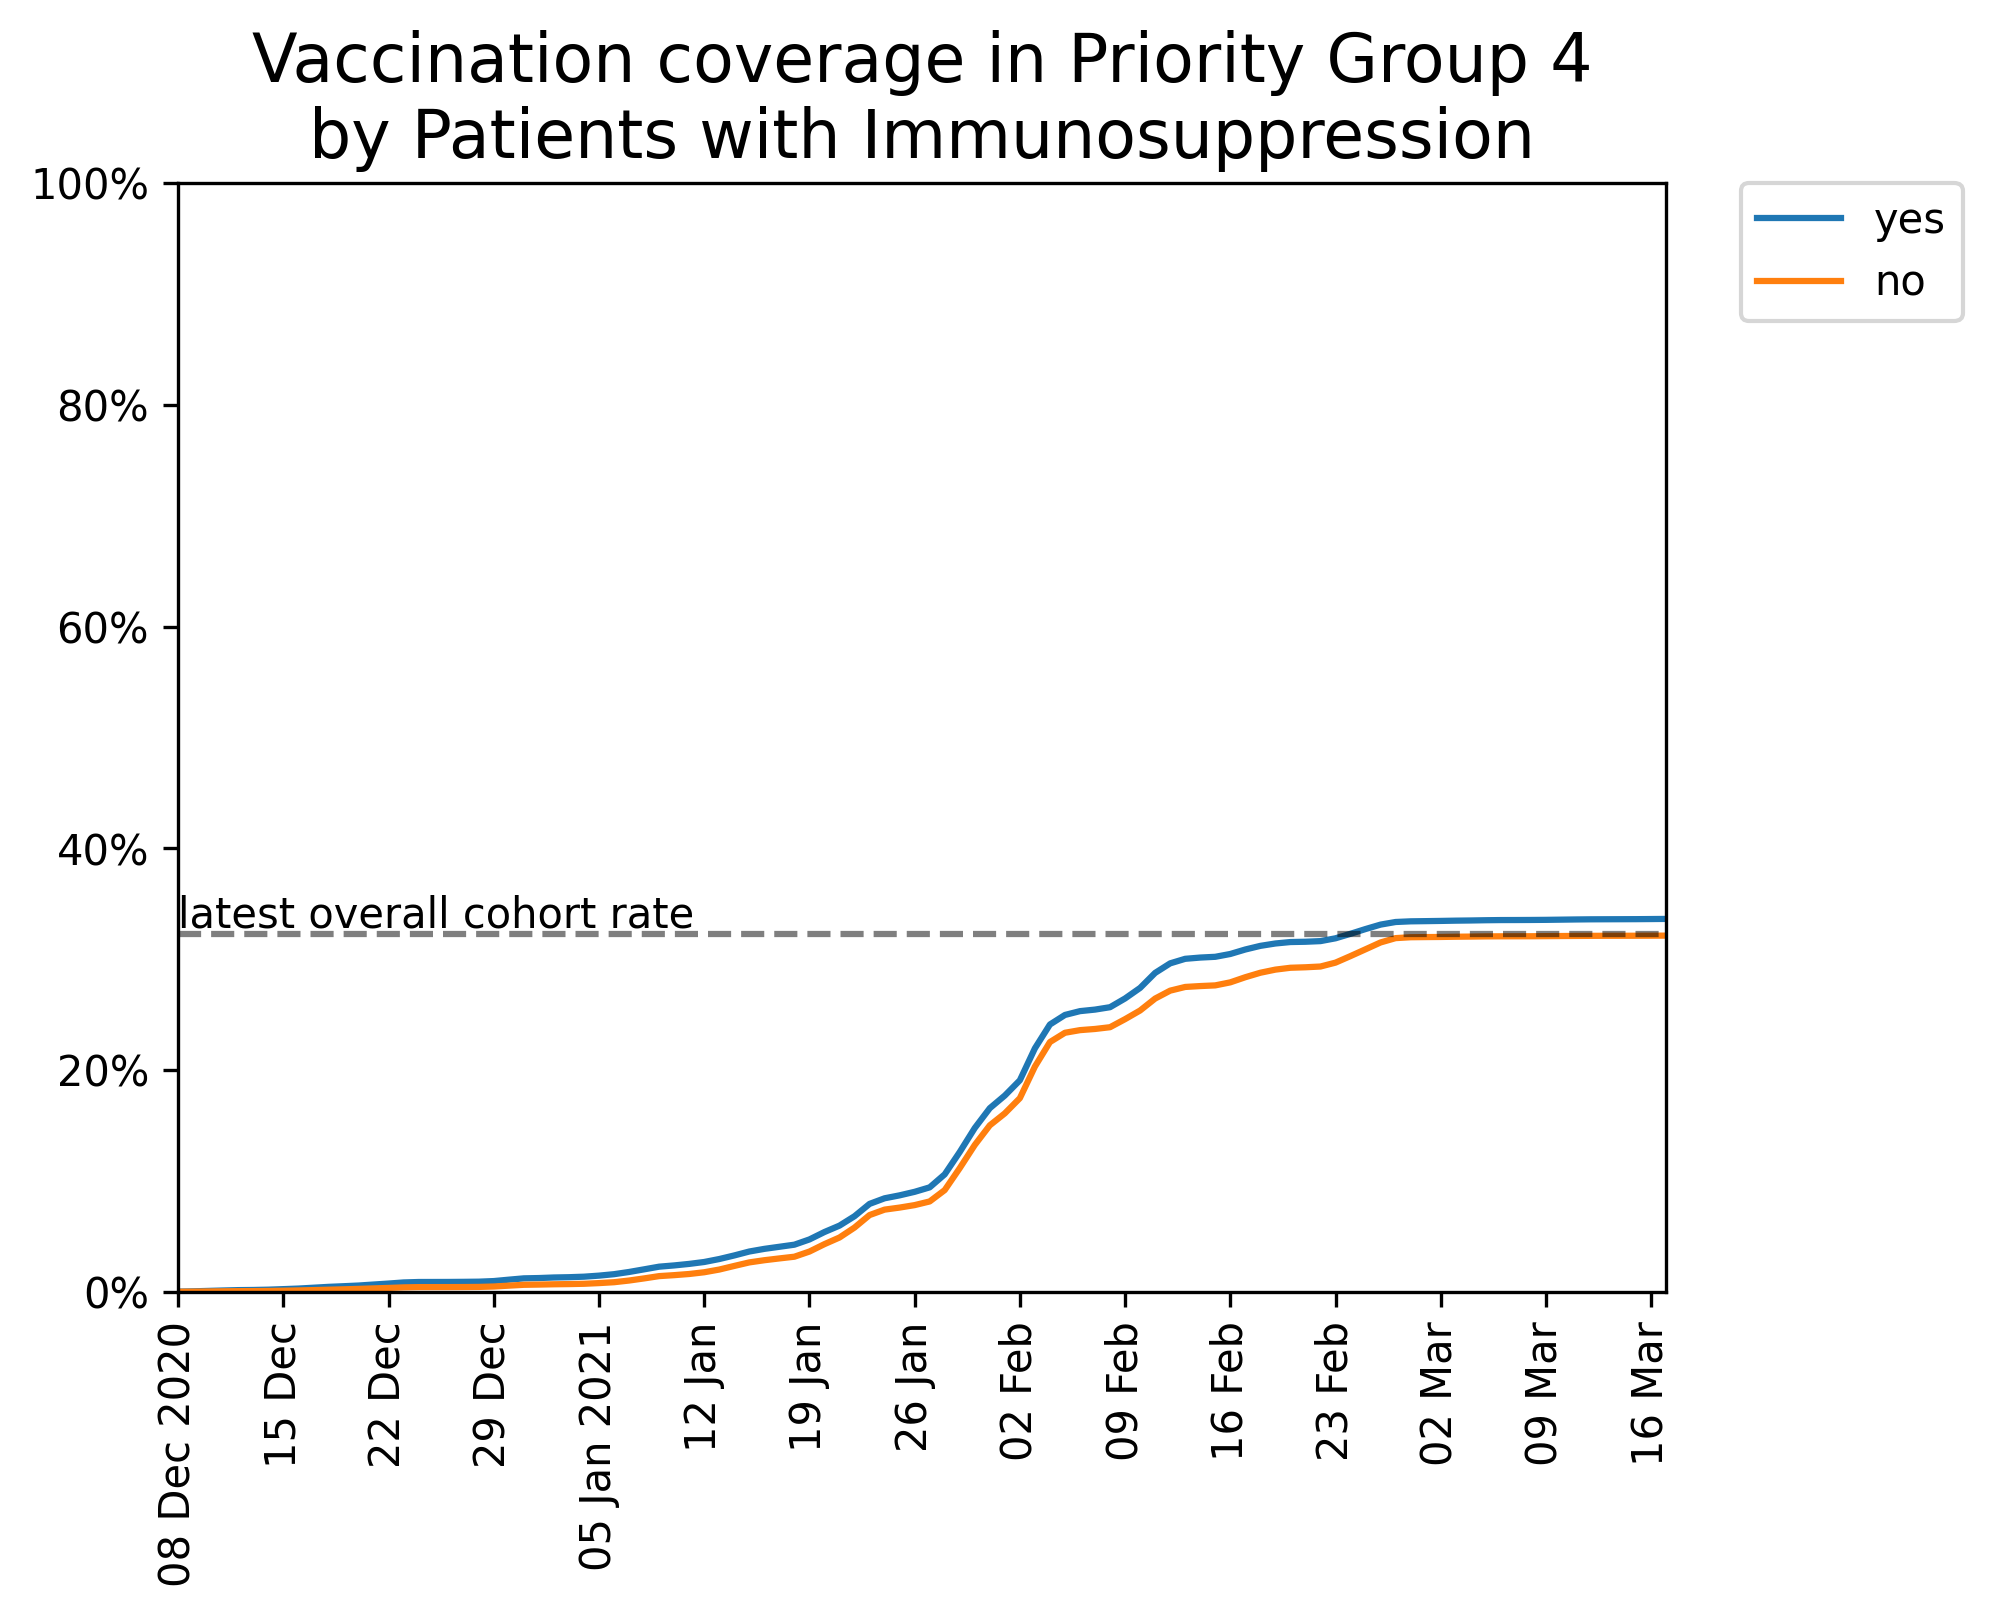 Vaccination coverage in Priority Group 4
by Patients with Immunosuppression
100%
80%
60%
40%
20%
0%
latest overall cohort rate
yes
no
08 Dec 2020
15 Dec
22 Dec
29 Dec
05 Jan 2021
12 Jan
19 Jan
26 Jan
02 Feb
09 Feb
16 Feb
23 Feb
02 Mar
09 Mar
16 Mar